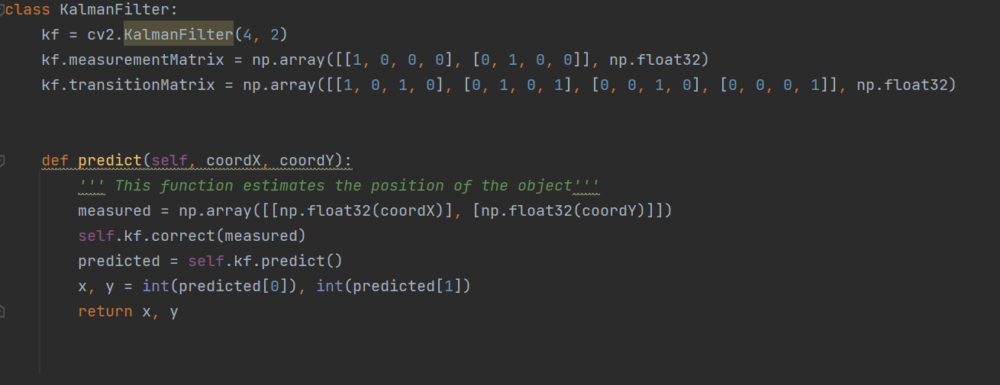 class KalmanFilter:
    kf = cv2.KalmanFilter(4, 2)
    kf.measurementMatrix = np.array([[1, 0, 0, 0], [0, 1, 0, 0]], np.float32)
    kf.transitionMatrix = np.array([[1, 0, 1, 0], [0, 1, 0, 1], [0, 0, 1, 0], [0, 0, 0, 1]], np.float32)
    def predict(self, coordX, coordY):
        ''' This function estimates the position of the object'''
        measured = np.array([[np.float32(coordX)], [np.float32(coordY)]])
        self.kf.correct(measured)
        predicted = self.kf.predict()
        x, y = int(predicted[0]), int(predicted[1])
        return x, y